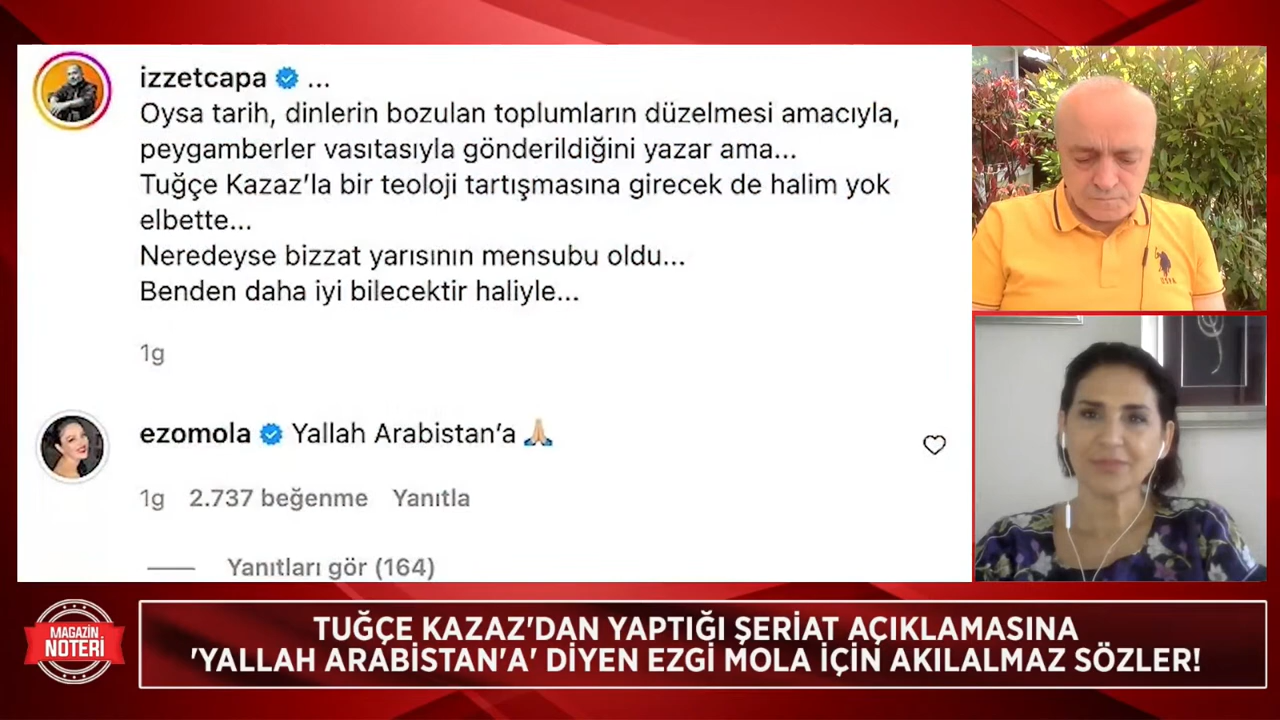 izzetcapa ...
Oysa tarih, dinlerin bozulan toplumların düzelmesi amacıyla,
peygamberler vasıtasıyla gönderildiğini yazar ama...
Tuğçe Kazaz’la bir teoloji tartışmasına girecek de halim yok
elbette...
Neredeyse bizzat yarısının mensubu oldu...
Benden daha iyi bilecektir haliyle...
1g
ezomola Yallah Arabistan’a 🙏🏼
1g 2.737 beğenme Yanıtla
Yanıtları gör (164)
USPA
MAGAZİN
NOTERİ
TUĞÇE KAZAZ'DAN YAPTIĞI ŞERİAT AÇIKLAMASINA
'YALLAH ARABİSTAN'A' DİYEN EZGİ MOLA İÇİN AKILALMAZ SÖZLER!